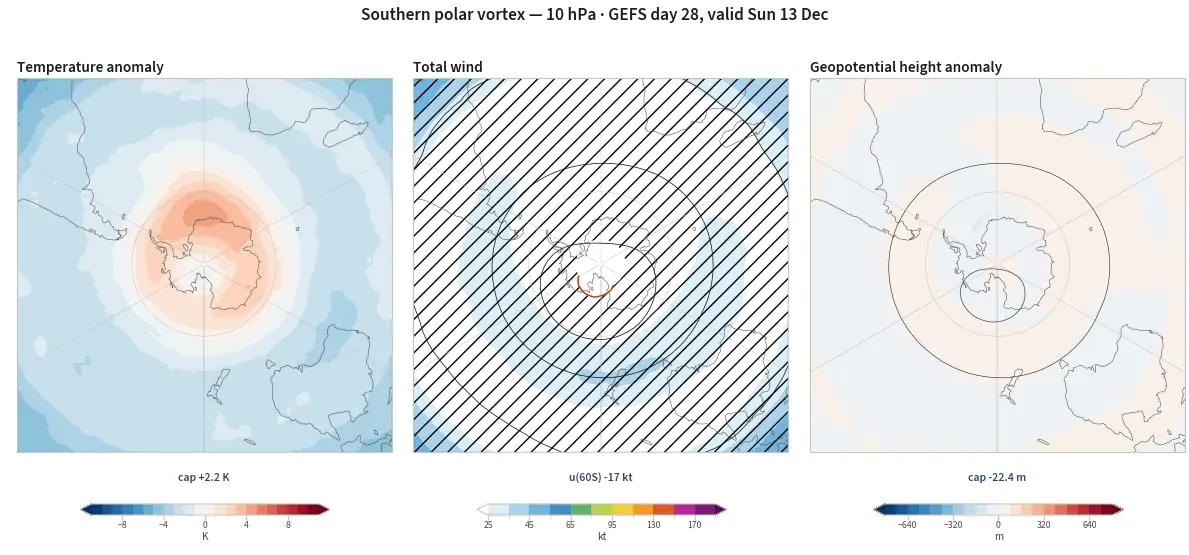 Southern polar vortex — 10 hPa · GEFS day 28, valid Sun 13 Dec
Temperature anomaly
Total wind
Geopotential height anomaly
cap +2.2 K
u(60S) -17 kt
cap -22.4 m
−8 −4 0 4 8
K
25 45 65 95 130 170
kt
−640 −320 0 320 640
m